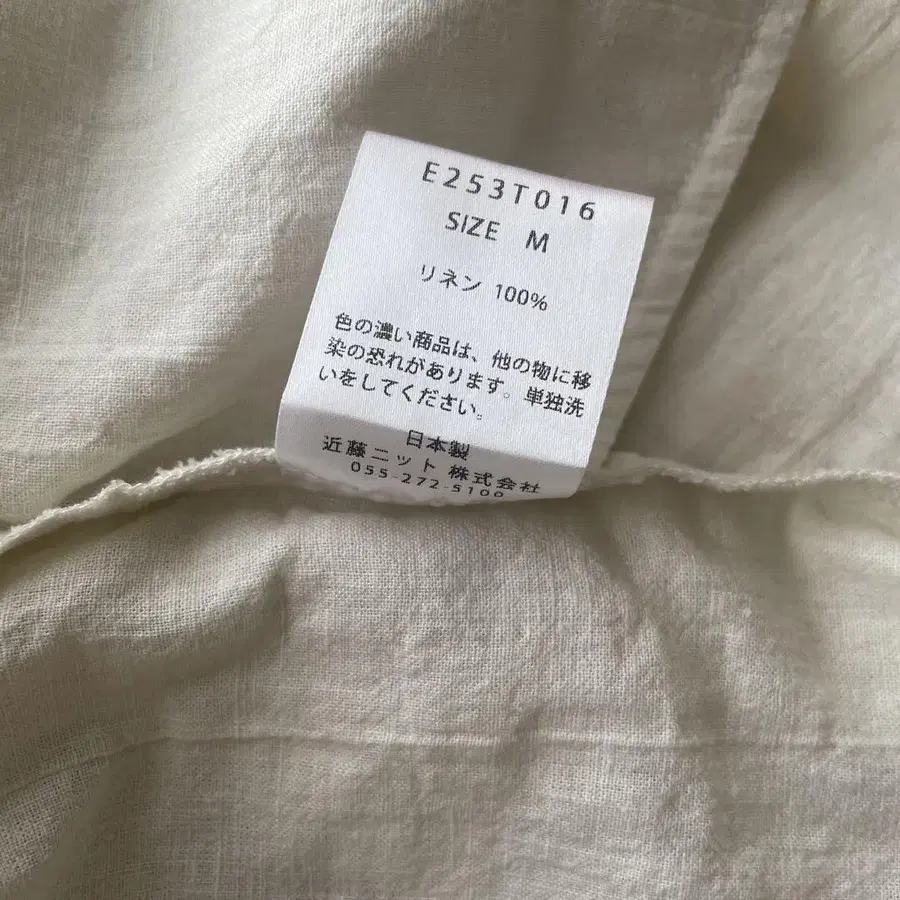 E253T016
SIZE M
リネン 100%
色の濃い商品は、他の物に移
染の恐れがあります。単独洗
いをしてください。
日本製
近藤ニット 株式会社
055-272-5100